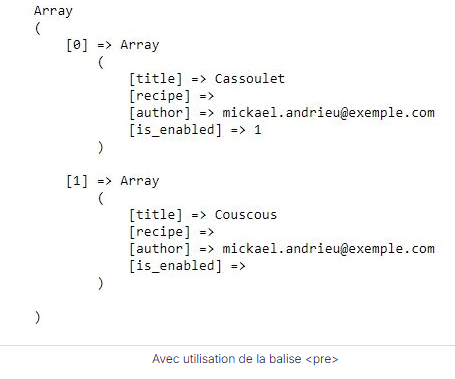 Array
(
    [0] => Array
        (
            [title] => Cassoulet
            [recipe] =>
            [author] => mickael.andrieu@exemple.com
            [is_enabled] => 1
        )

    [1] => Array
        (
            [title] => Couscous
            [recipe] =>
            [author] => mickael.andrieu@exemple.com
            [is_enabled] =>
        )

)
Avec utilisation de la balise <pre>